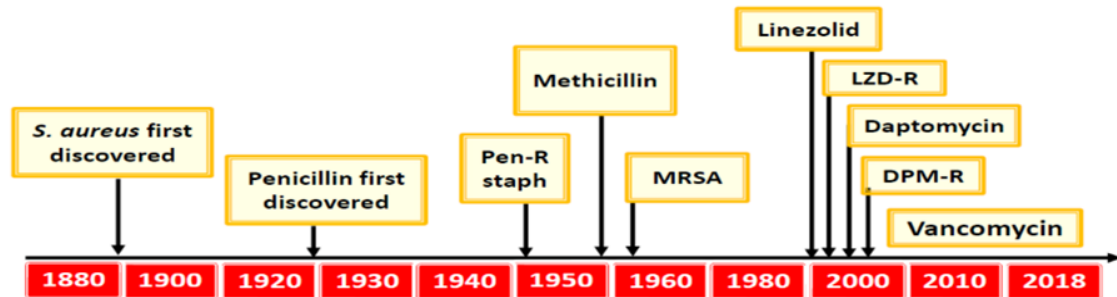 Linezolid
Methicillin
LZD-R
S. aureus first
discovered
Daptomycin
Penicillin first
discovered
Pen-R
staph
MRSA
DPM-R
Vancomycin
1880 1900 1920 1930 1940 1950 1960 1980 2000 2010 2018